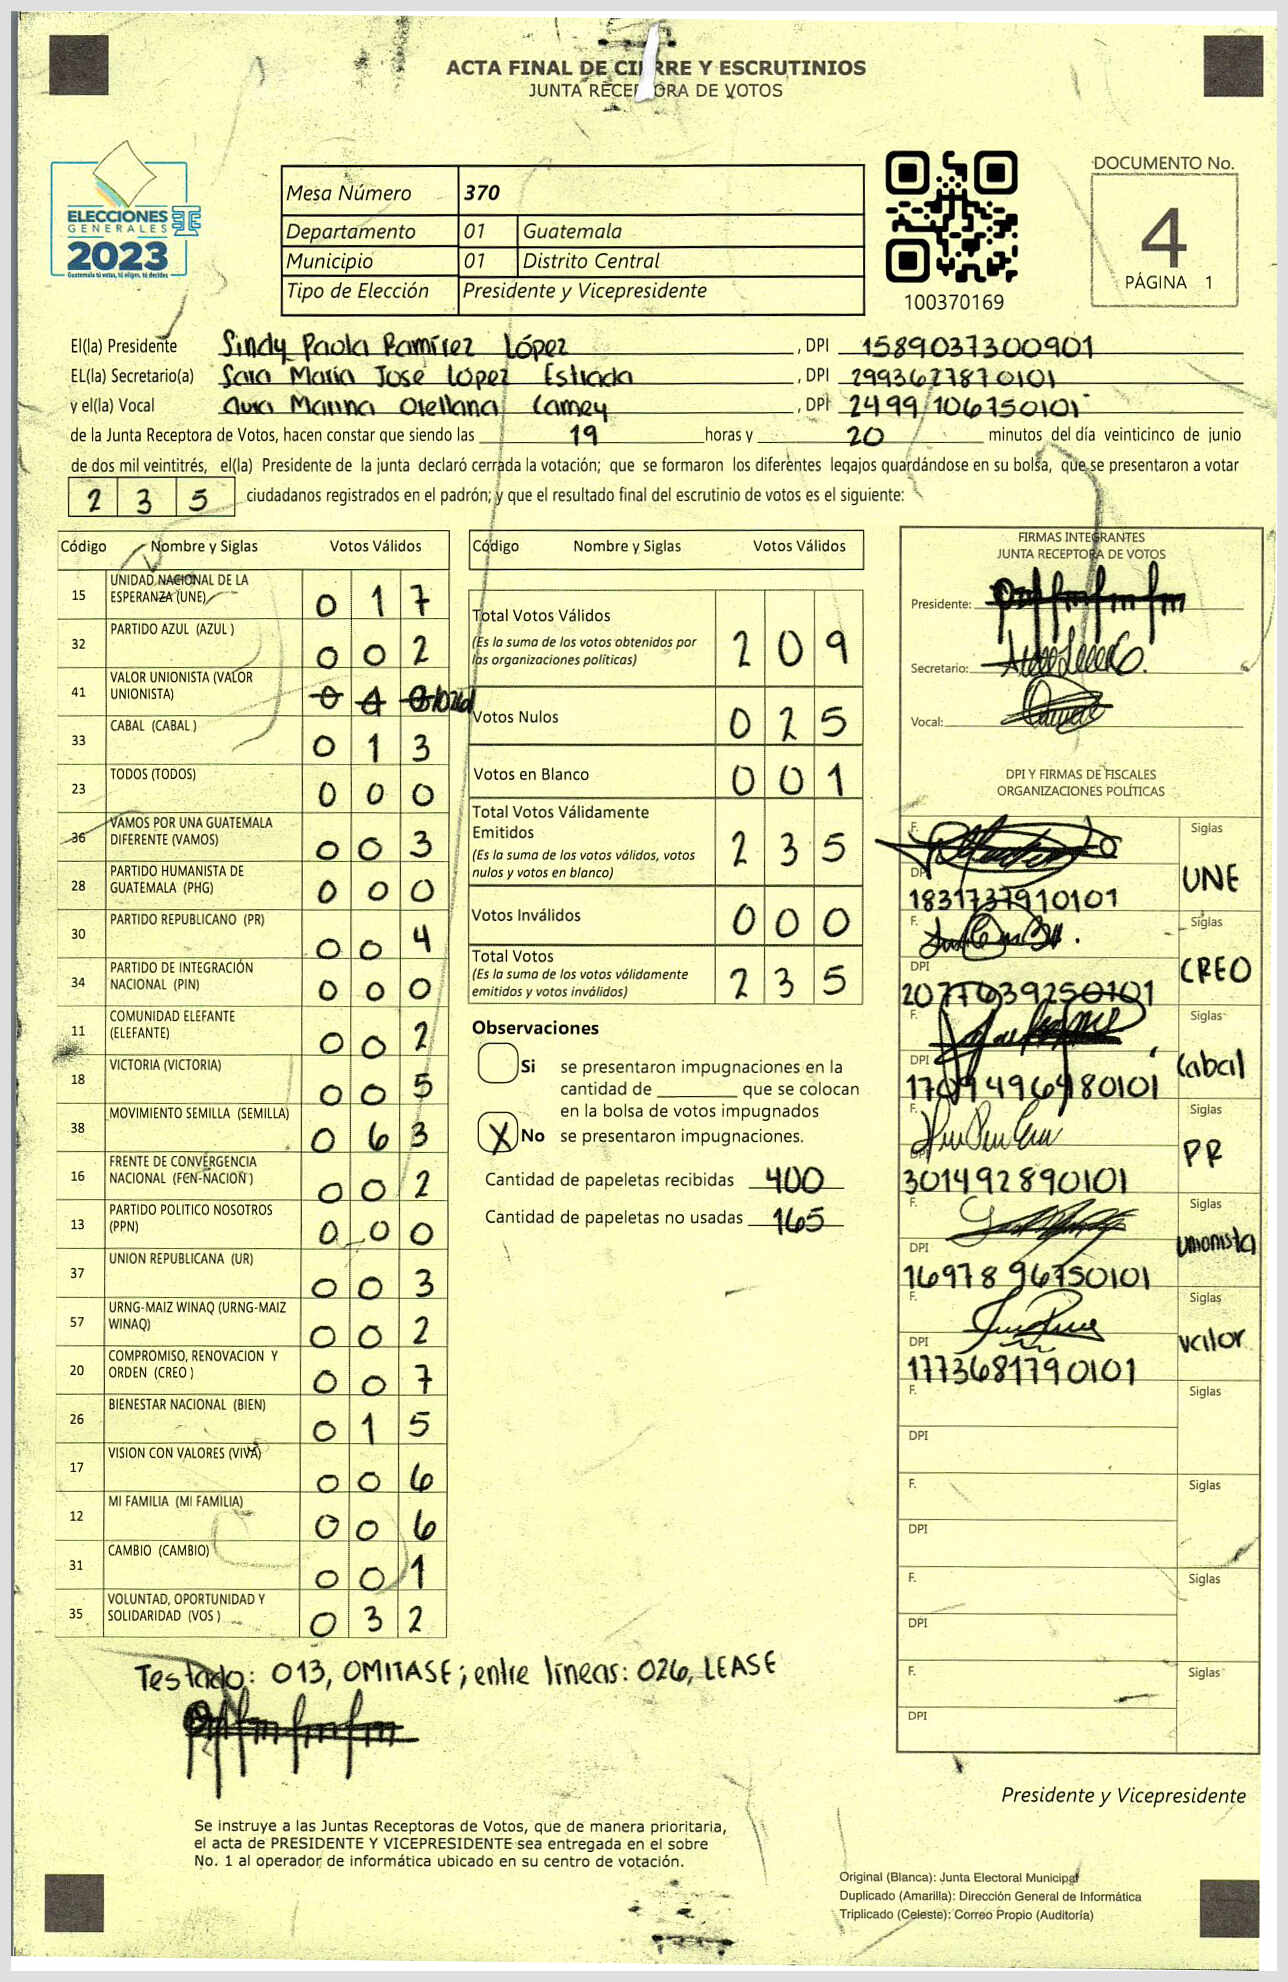 ACTA FINAL DE CIERRE Y ESCRUTINIOS
JUNTA RECEPTORA DE VOTOS
ELECCIONES
GENERALES
2023
Guatemala tú votas, tú eliges, tú decides
Mesa Número 370
Departamento 01 Guatemala
Municipio 01 Distrito Central
Tipo de Elección Presidente y Vicepresidente
100370169
DOCUMENTO No.
4
PÁGINA 1
El(la) Presidente Sindy Paola Ramírez López, DPI 1589037300901
EL(la) Secretario(a) Sara María José López Estrada, DPI 2993627870101
y el(la) Vocal Aura Marina Orellana Camey, DPI 2499106750101
de la Junta Receptora de Votos, hacen constar que siendo las 19 horas y 20 minutos del día veinticinco de junio
de dos mil veintitrés, el(la) Presidente de la junta declaró cerrada la votación; que se formaron los diferentes legajos guardándose en su bolsa, que se presentaron a votar
235 ciudadanos registrados en el padrón; y que el resultado final del escrutinio de votos es el siguiente:
Código Nombre y Siglas Votos Válidos
15 UNIDAD NACIONAL DE LA ESPERANZA (UNE) 0 1 7
32 PARTIDO AZUL (AZUL ) 0 0 2
41 VALOR UNIONISTA (VALOR UNIONISTA) 026
33 CABAL (CABAL ) 0 1 3
23 TODOS (TODOS) 0 0 0
36 VAMOS POR UNA GUATEMALA DIFERENTE (VAMOS) 0 0 3
28 PARTIDO HUMANISTA DE GUATEMALA (PHG) 0 0 0
30 PARTIDO REPUBLICANO (PR) 0 0 4
34 PARTIDO DE INTEGRACIÓN NACIONAL (PIN) 0 0 0
11 COMUNIDAD ELEFANTE (ELEFANTE) 0 0 2
18 VICTORIA (VICTORIA) 0 0 5
38 MOVIMIENTO SEMILLA (SEMILLA) 0 6 3
16 FRENTE DE CONVERGENCIA NACIONAL (FCN-NACION ) 0 0 2
13 PARTIDO POLITICO NOSOTROS (PPN) 0 0 0
37 UNION REPUBLICANA (UR) 0 0 3
57 URNG-MAIZ WINAQ (URNG-MAIZ WINAQ) 0 0 2
20 COMPROMISO, RENOVACION Y ORDEN (CREO ) 0 0 7
26 BIENESTAR NACIONAL (BIEN) 0 1 5
17 VISION CON VALORES (VIVA) 0 0 6
12 MI FAMILIA (MI FAMILIA) 0 0 6
31 CAMBIO (CAMBIO) 0 0 1
35 VOLUNTAD, OPORTUNIDAD Y SOLIDARIDAD (VOS ) 0 3 2
Testado: 013, OMITASE; entre líneas: 026, LEASE
Código Nombre y Siglas Votos Válidos
Total Votos Válidos 2 0 9
(Es la suma de los votos obtenidos por
las organizaciones políticas)
Votos Nulos 0 2 5
Votos en Blanco 0 0 1
Total Votos Válidamente
Emitidos 2 3 5
(Es la suma de los votos válidos, votos
nulos y votos en blanco)
Votos Inválidos 0 0 0
Total Votos 2 3 5
(Es la suma de los votos válidamente
emitidos y votos inválidos)
Observaciones
Si se presentaron impugnaciones en la
cantidad de ________ que se colocan
en la bolsa de votos impugnados
X No se presentaron impugnaciones.
Cantidad de papeletas recibidas 400
Cantidad de papeletas no usadas 165
FIRMAS INTEGRANTES
JUNTA RECEPTORA DE VOTOS
Presidente:
Secretario:
Vocal:
DPI Y FIRMAS DE FISCALES
ORGANIZACIONES POLÍTICAS
F. Siglas
DPI 1831737910101 UNE
F. Siglas
DPI 2077639250101 CREO
F. Siglas
DPI 17094496480101 Cabal
F. Siglas
DPI 301492890101 PR
F. Siglas
DPI 1697896750101 unionista
F. Siglas
DPI 1773681790101 valor
F. Siglas
DPI
F. Siglas
DPI
F. Siglas
DPI
F. Siglas
DPI
Presidente y Vicepresidente
Se instruye a las Juntas Receptoras de Votos, que de manera prioritaria,
el acta de PRESIDENTE Y VICEPRESIDENTE sea entregada en el sobre
No. 1 al operador de informática ubicado en su centro de votación.
Original (Blanca): Junta Electoral Municipal
Duplicado (Amarilla): Dirección General de Informática
Triplicado (Celeste): Correo Propio (Auditoría)